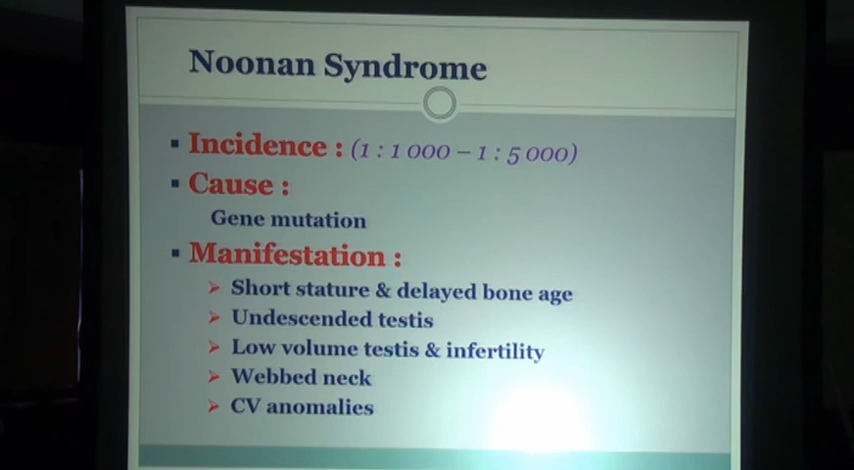 Noonan Syndrome
Incidence : (1 : 1 000 – 1 : 5 000)
Cause :
Gene mutation
Manifestation :
Short stature & delayed bone age
Undescended testis
Low volume testis & infertility
Webbed neck
CV anomalies